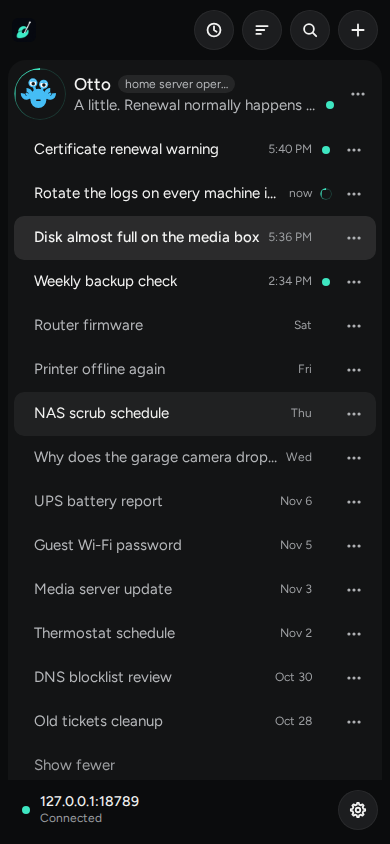 Otto home server oper...
A little. Renewal normally happens ...
Certificate renewal warning 5:40 PM
Rotate the logs on every machine i... now
Disk almost full on the media box 5:36 PM
Weekly backup check 2:34 PM
Router firmware Sat
Printer offline again Fri
NAS scrub schedule Thu
Why does the garage camera drop... Wed
UPS battery report Nov 6
Guest Wi-Fi password Nov 5
Media server update Nov 3
Thermostat schedule Nov 2
DNS blocklist review Oct 30
Old tickets cleanup Oct 28
Show fewer
127.0.0.1:18789
Connected